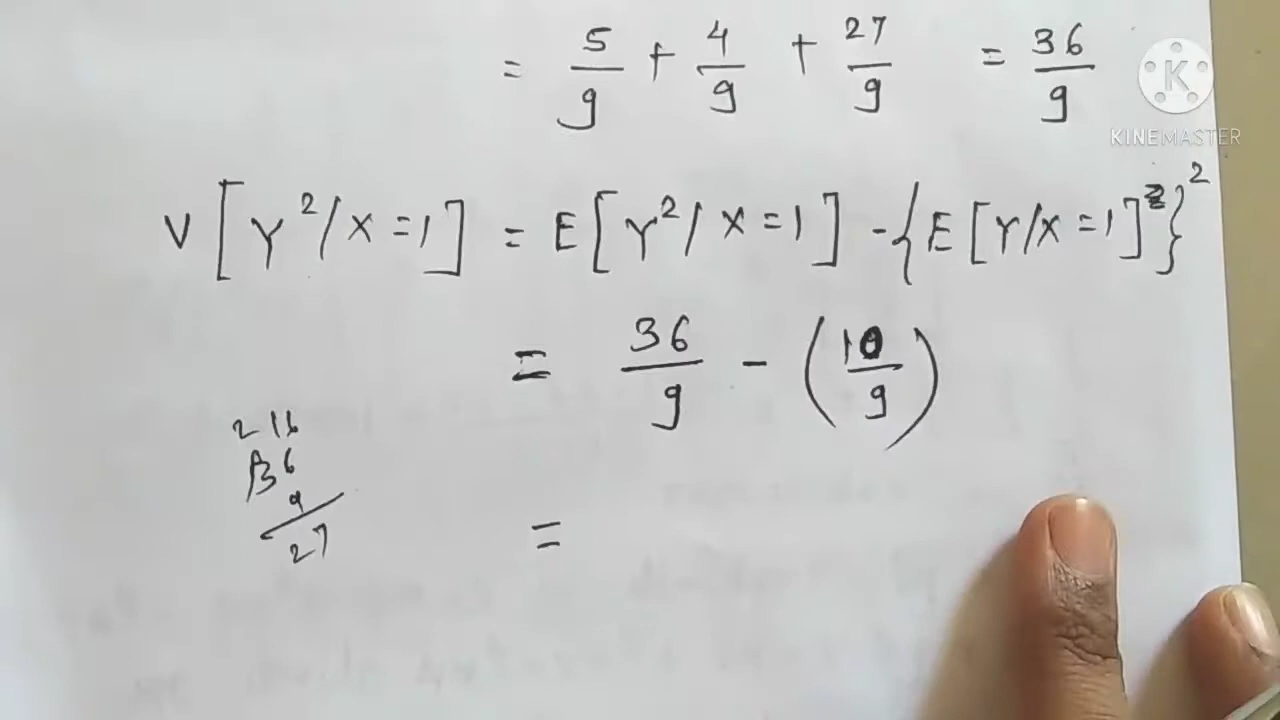 = 5/9 + 4/9 + 27/9 = 36/9
KINEMASTER
V[Y²/X=1] = E[Y²/X=1] - {E[Y/X=1]}²
= 36/9 - (10/9)
216
36
9
27
=